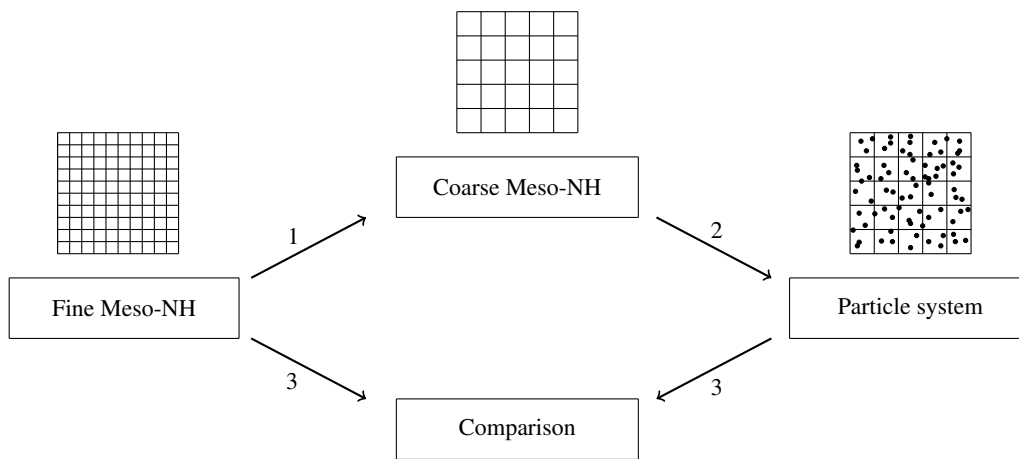 Coarse Meso-NH
1
2
Fine Meso-NH
Particle system
3
3
Comparison